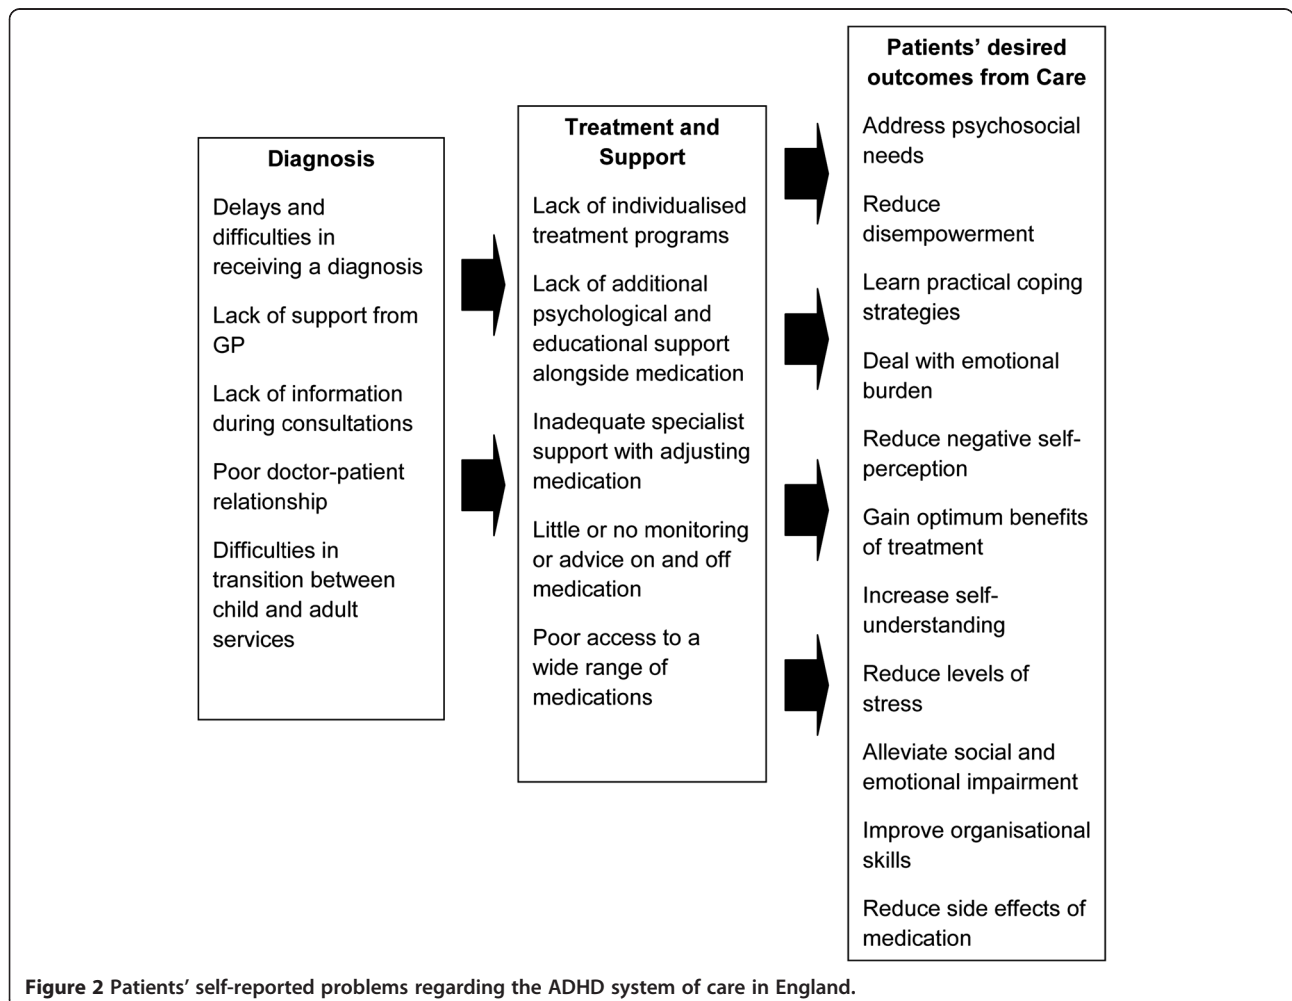 Diagnosis
Delays and
difficulties in
receiving a diagnosis
Lack of support from
GP
Lack of information
during consultations
Poor doctor-patient
relationship
Difficulties in
transition between
child and adult
services
Treatment and
Support
Lack of individualised
treatment programs
Lack of additional
psychological and
educational support
alongside medication
Inadequate specialist
support with adjusting
medication
Little or no monitoring
or advice on and off
medication
Poor access to a
wide range of
medications
Patients’ desired
outcomes from Care
Address psychosocial
needs
Reduce
disempowerment
Learn practical coping
strategies
Deal with emotional
burden
Reduce negative self-
perception
Gain optimum benefits
of treatment
Increase self-
understanding
Reduce levels of
stress
Alleviate social and
emotional impairment
Improve organisational
skills
Reduce side effects of
medication
Figure 2 Patients’ self-reported problems regarding the ADHD system of care in England.